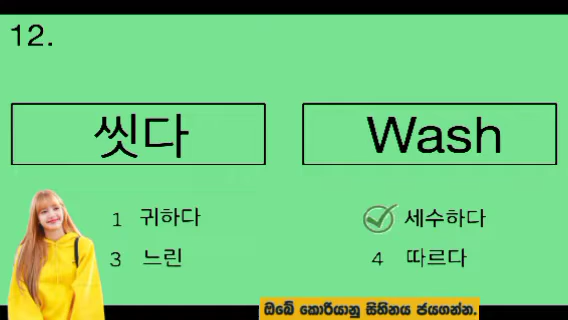 12.
씻다
Wash
1 귀하다
세수하다
3 느린
4 따르다
ඔබේ කොරියානු සිහිනය ජයගන්න.